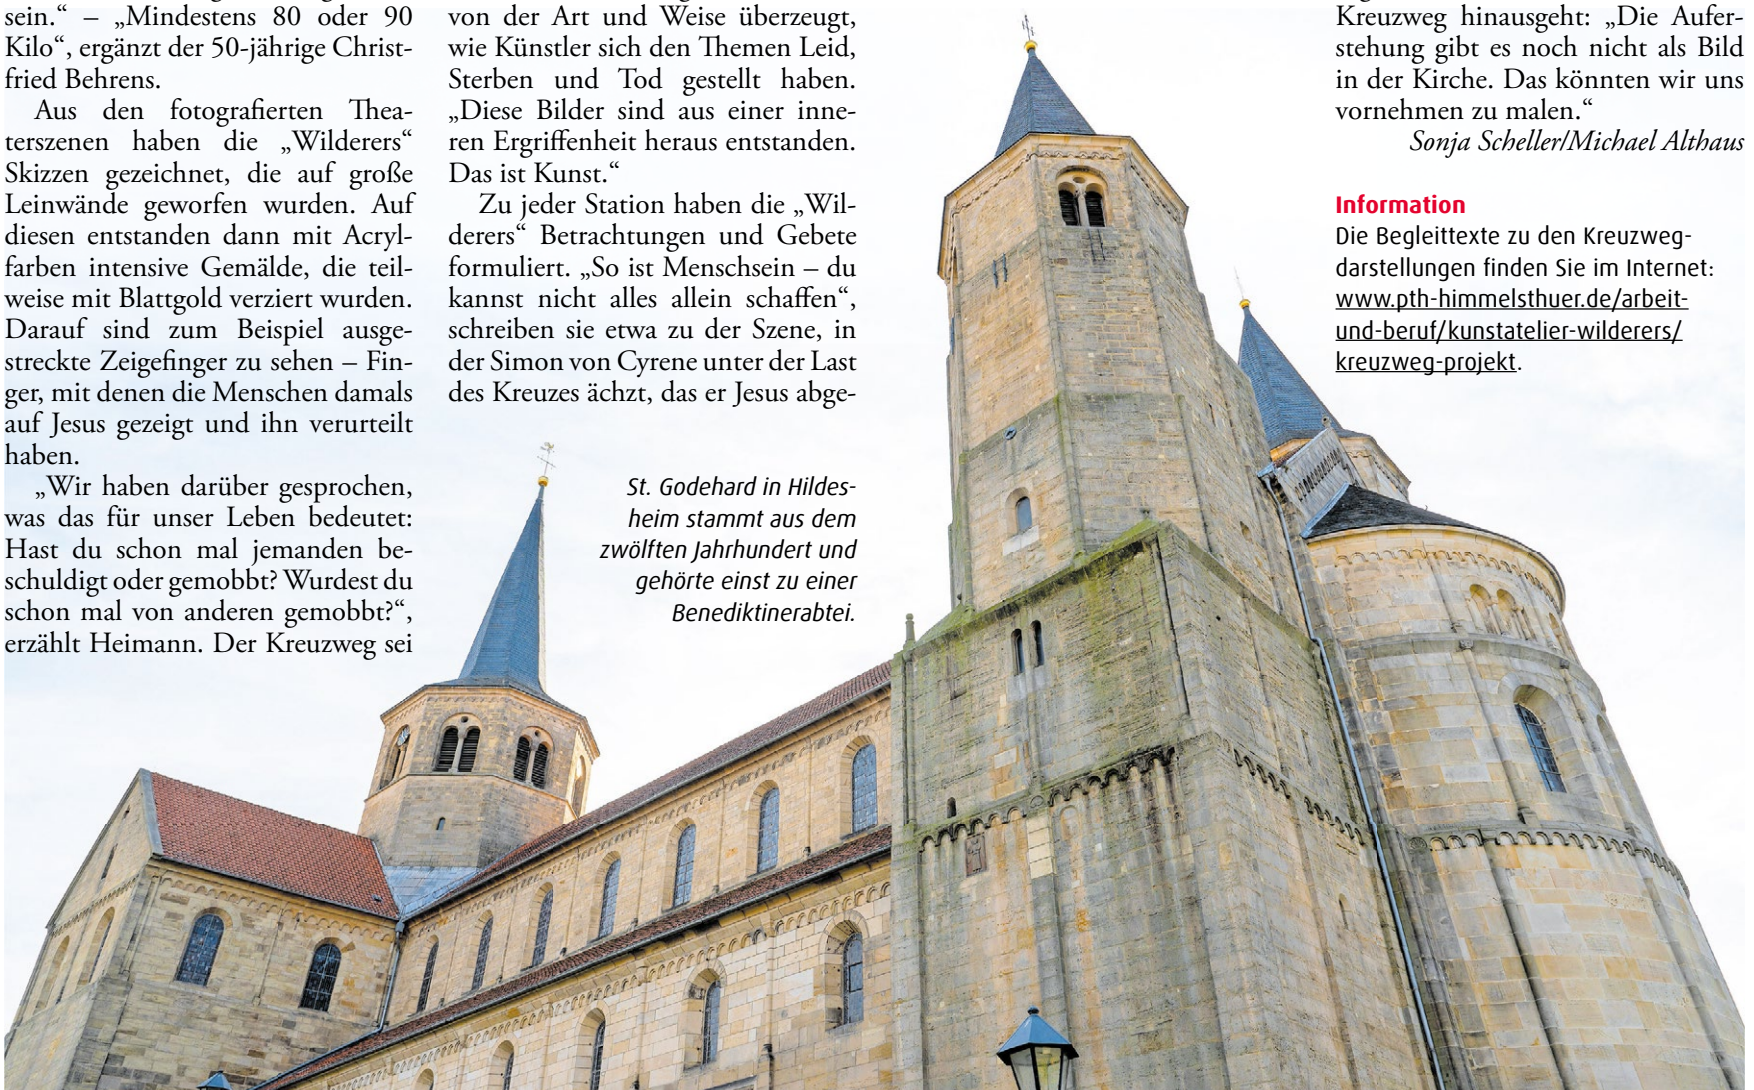 sein.“ – „Mindestens 80 oder 90
Kilo“, ergänzt der 50-jährige Christ-
fried Behrens.
Aus den fotografierten Thea-
terszenen haben die „Wilderers“
Skizzen gezeichnet, die auf große
Leinwände geworfen wurden. Auf
diesen entstanden dann mit Acryl-
farben intensive Gemälde, die teil-
weise mit Blattgold verziert wurden.
Darauf sind zum Beispiel ausge-
streckte Zeigefinger zu sehen – Fin-
ger, mit denen die Menschen damals
auf Jesus gezeigt und ihn verurteilt
haben.
„Wir haben darüber gesprochen,
was das für unser Leben bedeutet:
Hast du schon mal jemanden be-
schuldigt oder gemobbt? Wurdest du
schon mal von anderen gemobbt?“,
erzählt Heimann. Der Kreuzweg sei
von der Art und Weise überzeugt,
wie Künstler sich den Themen Leid,
Sterben und Tod gestellt haben.
„Diese Bilder sind aus einer inne-
ren Ergriffenheit heraus entstanden.
Das ist Kunst.“
Zu jeder Station haben die „Wil-
derers“ Betrachtungen und Gebete
formuliert. „So ist Menschsein – du
kannst nicht alles allein schaffen“,
schreiben sie etwa zu der Szene, in
der Simon von Cyrene unter der Last
des Kreuzes ächzt, das er Jesus abge-
St. Godehard in Hildes-
heim stammt aus dem
zwölften Jahrhundert und
gehörte einst zu einer
Benediktinerabtei.
Kreuzweg hinausgeht: „Die Aufer-
stehung gibt es noch nicht als Bild
in der Kirche. Das könnten wir uns
vornehmen zu malen.“
Sonja Scheller/Michael Althaus
Information
Die Begleittexte zu den Kreuzweg-
darstellungen finden Sie im Internet:
www.pth-himmelsthuer.de/arbeit-
und-beruf/kunstatelier-wilderers/
kreuzweg-projekt.